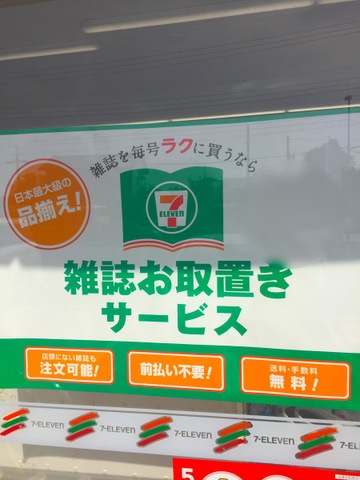 雑誌を毎号ラクに買うなら
日本最大級の
品揃え!
7
ELEVEN
雑誌お取置き
サービス
店頭にない雑誌も
注文可能!
前払い不要!
送料・手数料
無料!
7-ELEVEN
7-ELEVEN
7-ELEVEN
7-ELEVEN
5